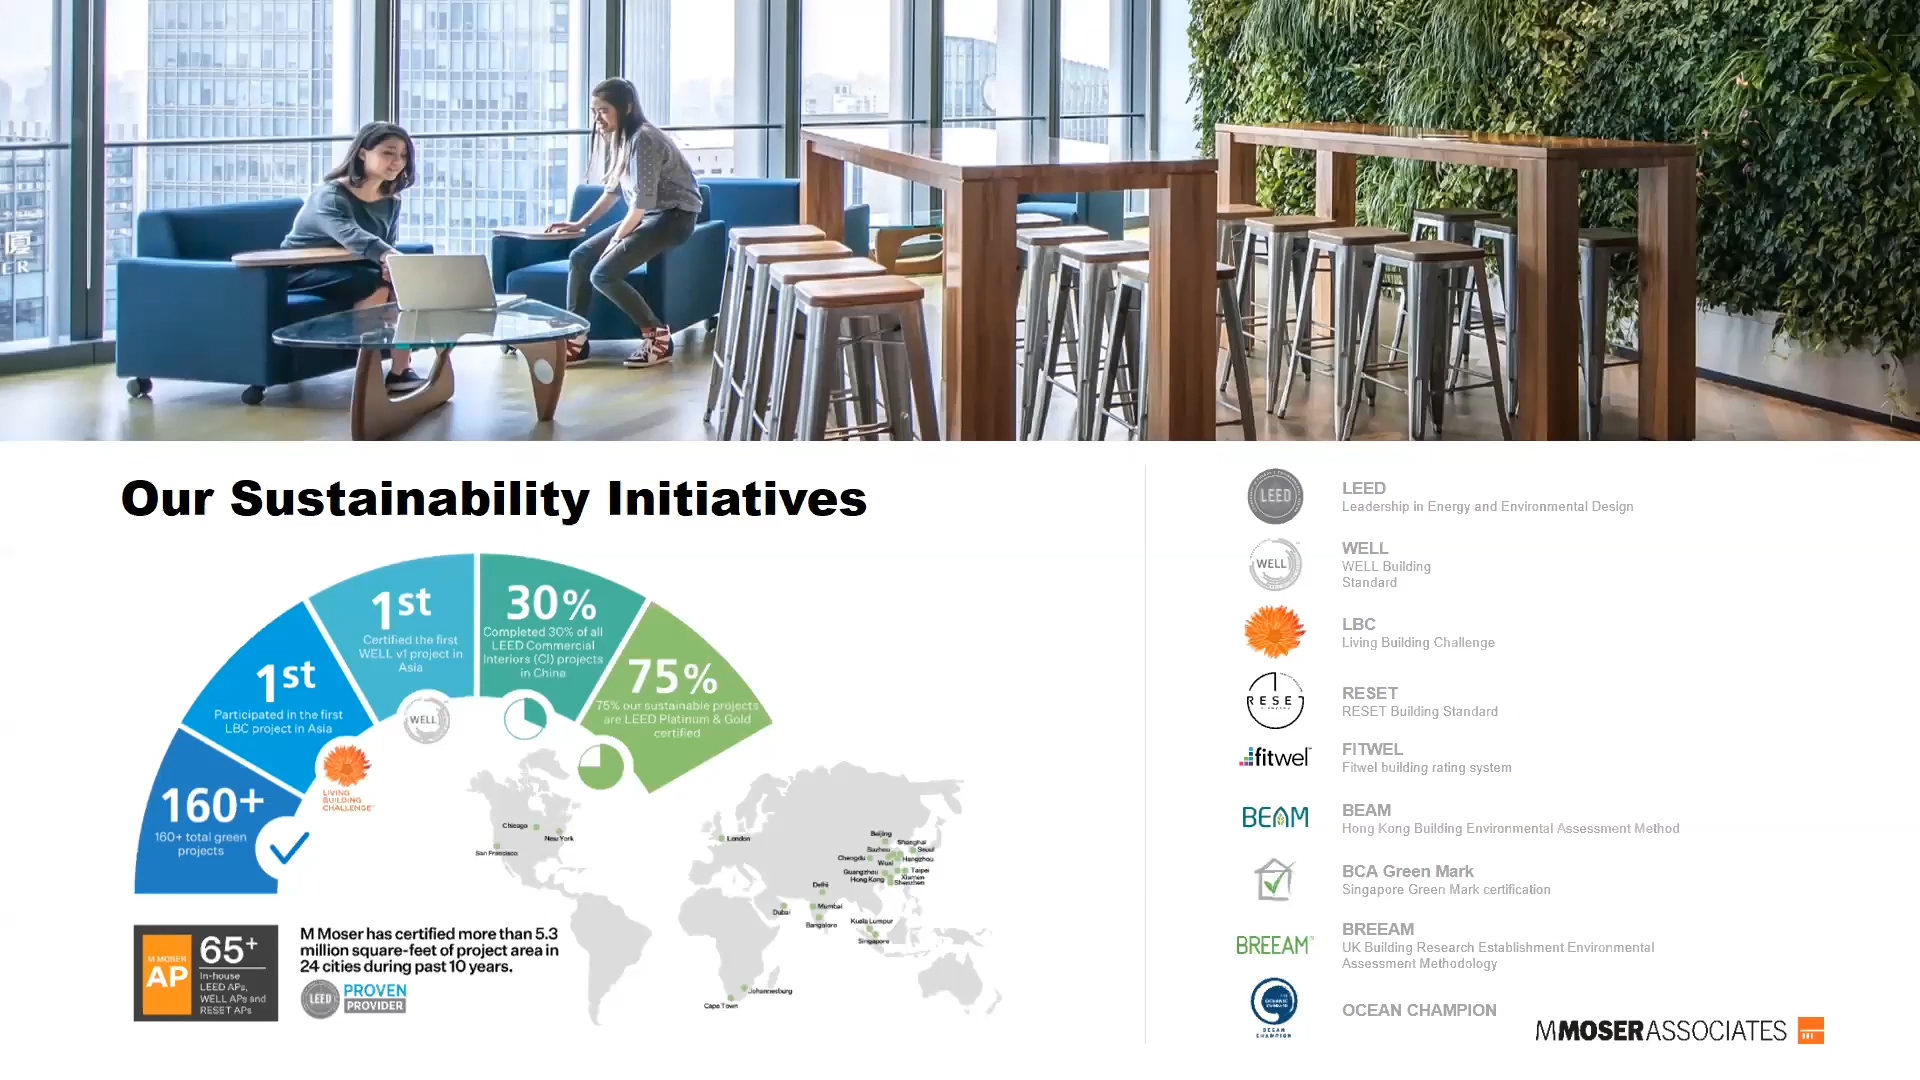 厦
ER
Our Sustainability Initiatives
160+
160+ total green
projects
1st
Participated in the first
LBC project in Asia
1st
Certified the first
WELL v1 project in
Asia
30%
Completed 30% of all
LEED Commercial
Interiors (CI) projects
in China
75%
75% our sustainable projects
are LEED Platinum & Gold
certified
WELL
LIVING
BUILDING
CHALLENGE
Chicago
New York
San Francisco
London
Beijing
Shanghai
Suzhou
Seoul
Chengdu
Wuxi
Hangzhou
Guangzhou
Taipei
Hong Kong
Xiamen
Shenzhen
Delhi
Dubai
Mumbai
Bangalore
Kuala Lumpur
Singapore
Johannesburg
Cape Town
M MOSER
AP
65+
In-house
LEED APs,
WELL APs and
RESET APs
M Moser has certified more than 5.3
million square-feet of project area in
24 cities during past 10 years.
LEED
PROVEN
PROVIDER
LEED
LEED
Leadership in Energy and Environmental Design
WELL
WELL
WELL Building
Standard
LBC
Living Building Challenge
RESET
RESET
RESET Building Standard
fitwel
FITWEL
Fitwel building rating system
BEAM
BEAM
Hong Kong Building Environmental Assessment Method
BCA Green Mark
Singapore Green Mark certification
BREEAM
BREEAM
UK Building Research Establishment Environmental
Assessment Methodology
OCEAN
CHAMPION
OCEAN CHAMPION
MMOSERASSOCIATES